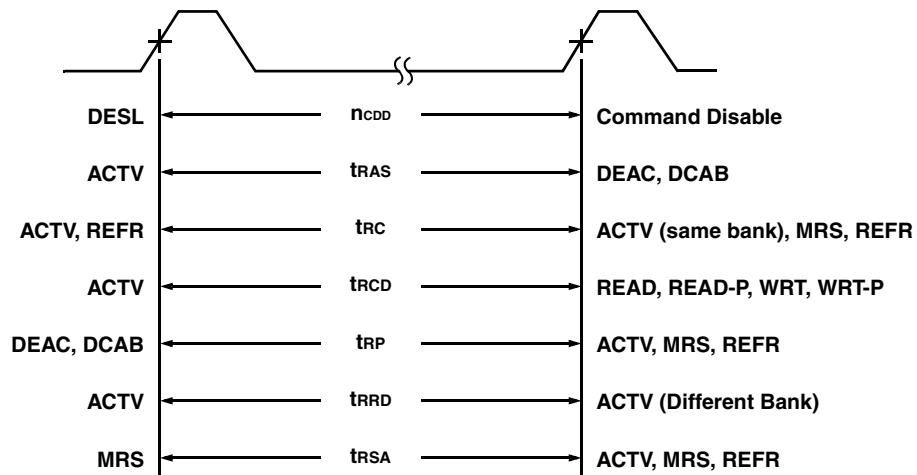 DESL nCDD Command Disable
ACTV tRAS DEAC, DCAB
ACTV, REFR tRC ACTV (same bank), MRS, REFR
ACTV tRCD READ, READ-P, WRT, WRT-P
DEAC, DCAB tRP ACTV, MRS, REFR
ACTV tRRD ACTV (Different Bank)
MRS tRSA ACTV, MRS, REFR